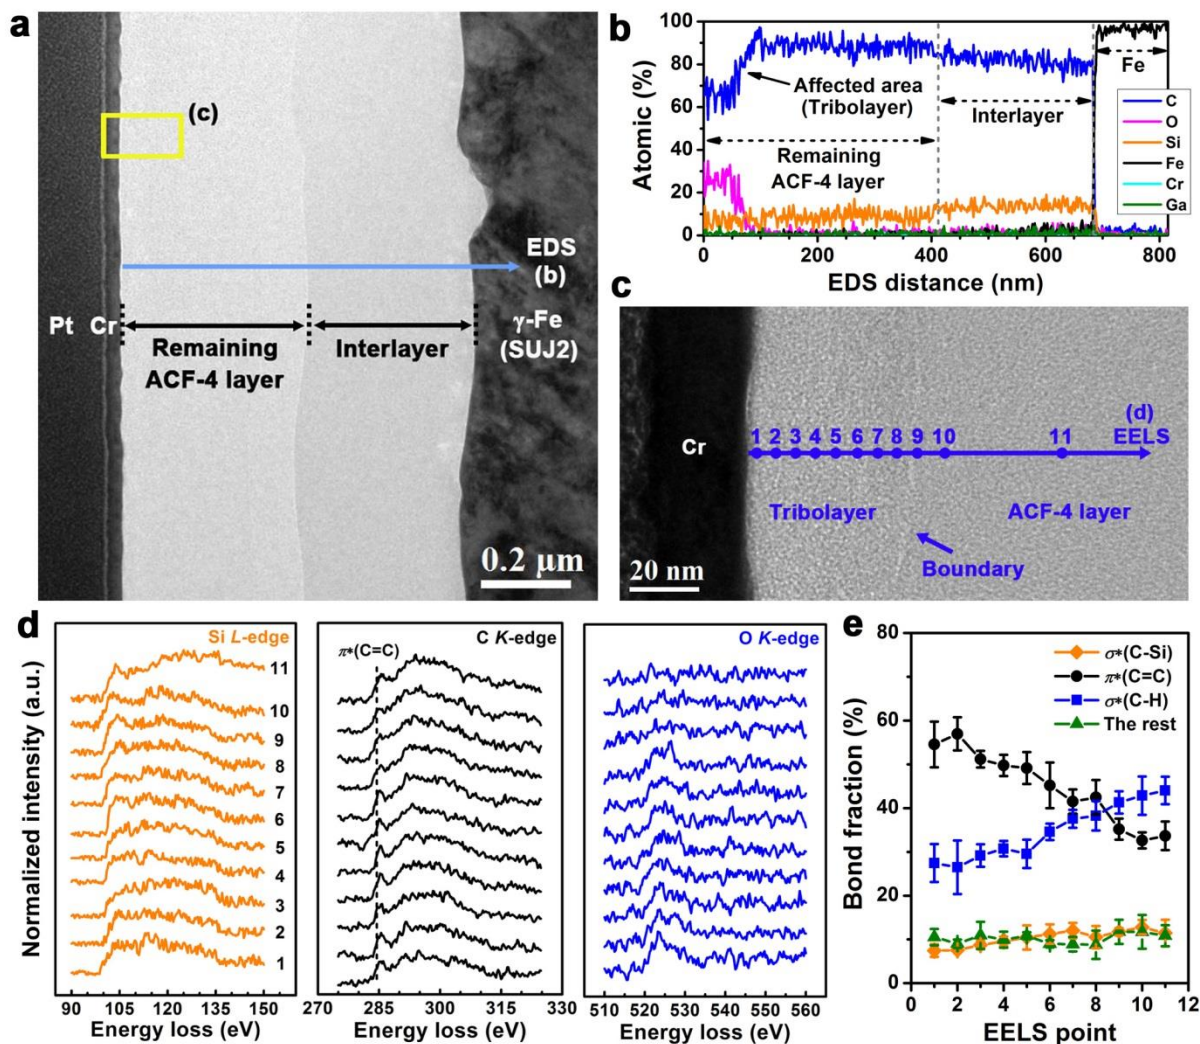 a
(c)
EDS
(b)
Pt Cr
Remaining
ACF-4 layer
Interlayer
γ-Fe
(SUJ2)
0.2 μm
b
Atomic (%)
100
80
60
40
20
0
Affected area
(Tribolayer)
Fe
Interlayer
Remaining
ACF-4 layer
C
O
Si
Fe
Cr
Ga
0 200 400 600 800
EDS distance (nm)
c
Cr
1 2 3 4 5 6 7 8 9 10 11
(d)
EELS
Tribolayer
ACF-4 layer
Boundary
20 nm
d
Normalized intensity (a.u.)
Si L-edge
11
10
9
8
7
6
5
4
3
2
1
90 105 120 135 150
Energy loss (eV)
C K-edge
π*(C=C)
270 285 300 315 330
Energy loss (eV)
O K-edge
510 520 530 540 550 560
Energy loss (eV)
e
Bond fraction (%)
80
60
40
20
0
σ*(C-Si)
π*(C=C)
σ*(C-H)
The rest
0 2 4 6 8 10 12
EELS point